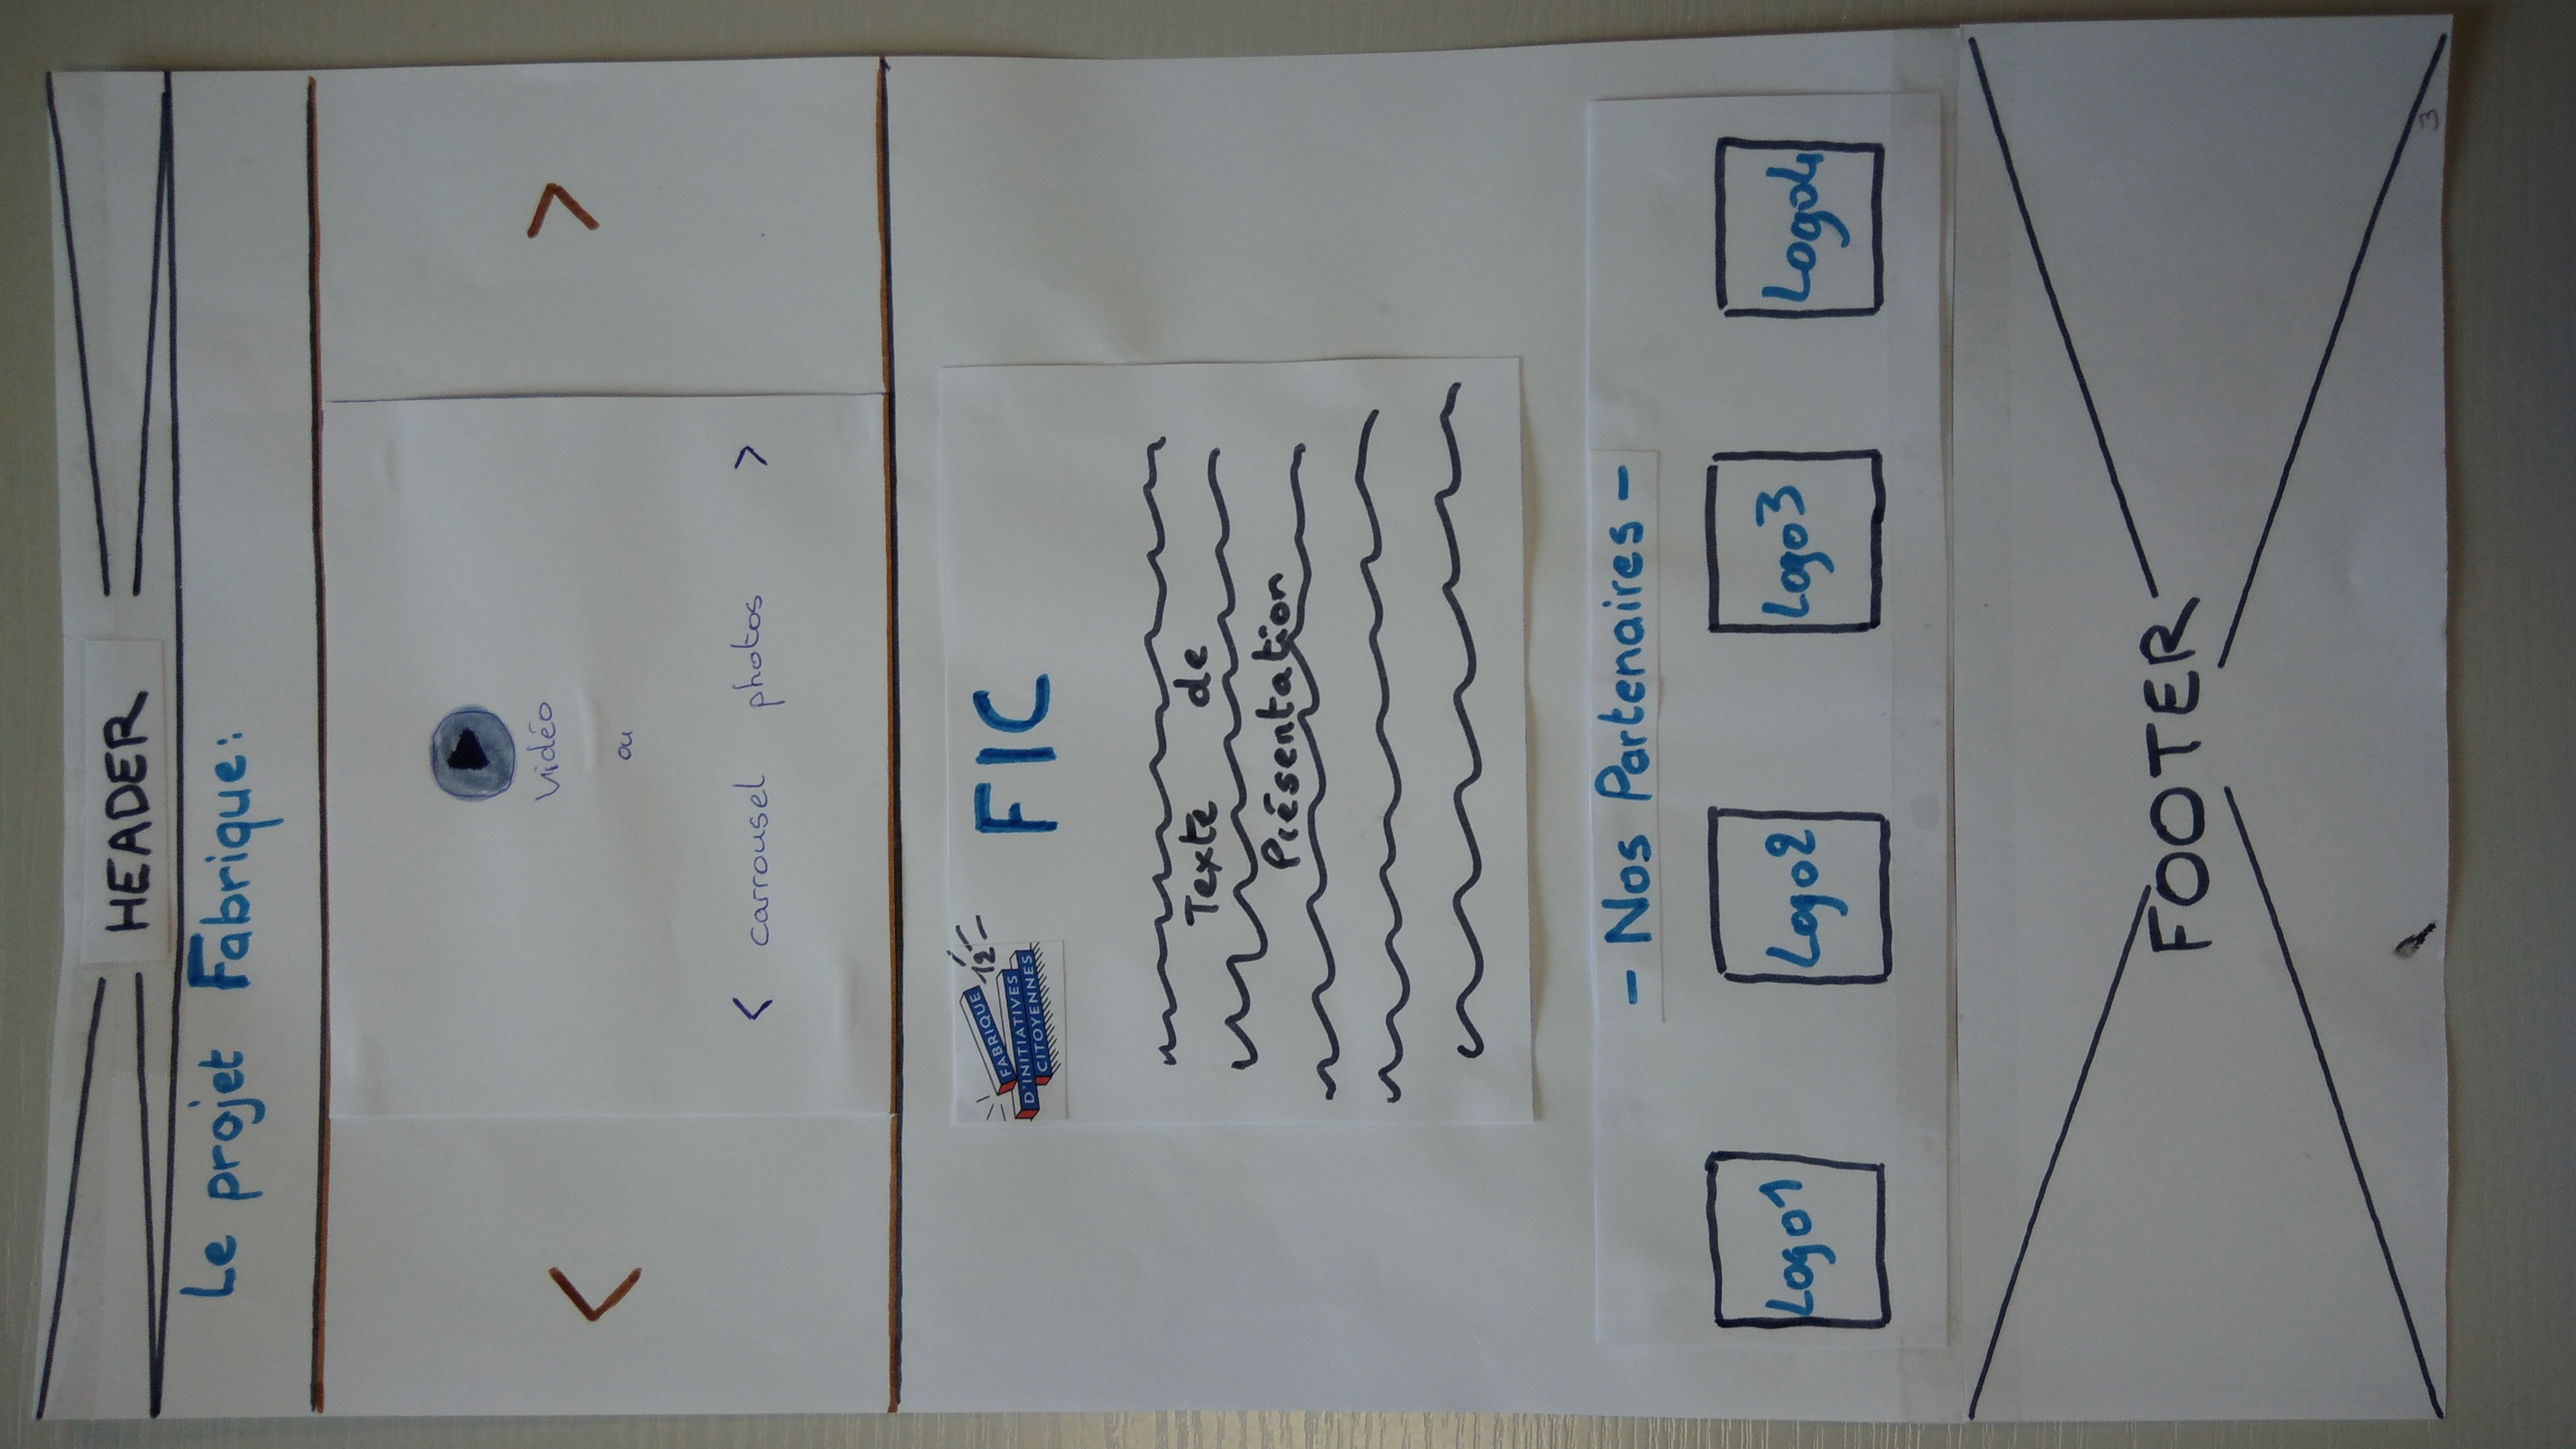 HEADER
Le projet Fabrique:
vidéo
ou
< carrousel photos >
< >
FABRIQUE
D'INITIATIVES
CITOYENNES
FIC
Texte de
Présentation
- Nos Partenaires -
Logo1 Logo2 Logo3 Logo4
FOOTER
3